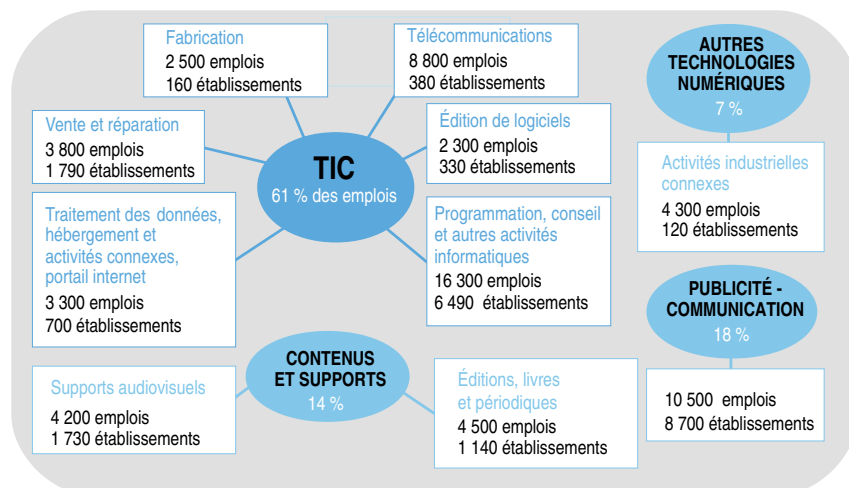 Fabrication
2 500 emplois
160 établissements
Télécommunications
8 800 emplois
380 établissements
AUTRES
TECHNOLOGIES
NUMÉRIQUES
7 %
Vente et réparation
3 800 emplois
1 790 établissements
TIC
61 % des emplois
Édition de logiciels
2 300 emplois
330 établissements
Activités industrielles
connexes
4 300 emplois
120 établissements
Traitement des données,
hébergement et
activités connexes,
portail internet
3 300 emplois
700 établissements
Programmation, conseil
et autres activités
informatiques
16 300 emplois
6 490 établissements
PUBLICITÉ -
COMMUNICATION
18 %
10 500 emplois
8 700 établissements
CONTENUS
ET SUPPORTS
14 %
Supports audiovisuels
4 200 emplois
1 730 établissements
Éditions, livres
et périodiques
4 500 emplois
1 140 établissements